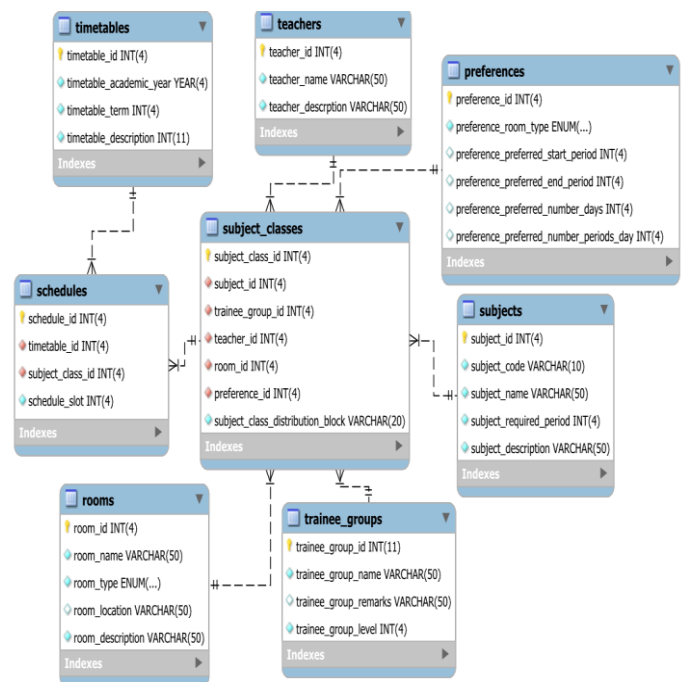 timetables
timetable_id INT(4)
timetable_academic_year YEAR(4)
timetable_term INT(4)
timetable_description INT(11)
Indexes
teachers
teacher_id INT(4)
teacher_name VARCHAR(50)
teacher_descrption VARCHAR(50)
Indexes
preferences
preference_id INT(4)
preference_room_type ENUM(...)
preference_preferred_start_period INT(4)
preference_preferred_end_period INT(4)
preference_preferred_number_days INT(4)
preference_preferred_number_periods_day INT(4)
Indexes
subject_classes
subject_class_id INT(4)
subject_id INT(4)
trainee_group_id INT(4)
teacher_id INT(4)
room_id INT(4)
preference_id INT(4)
subject_class_distribution_block VARCHAR(20)
Indexes
schedules
schedule_id INT(4)
timetable_id INT(4)
subject_class_id INT(4)
schedule_slot INT(4)
Indexes
subjects
subject_id INT(4)
subject_code VARCHAR(10)
subject_name VARCHAR(50)
subject_required_period INT(4)
subject_description VARCHAR(50)
Indexes
rooms
room_id INT(4)
room_name VARCHAR(50)
room_type ENUM(...)
room_location VARCHAR(50)
room_description VARCHAR(50)
Indexes
trainee_groups
trainee_group_id INT(11)
trainee_group_name VARCHAR(50)
trainee_group_remarks VARCHAR(50)
trainee_group_level INT(4)
Indexes